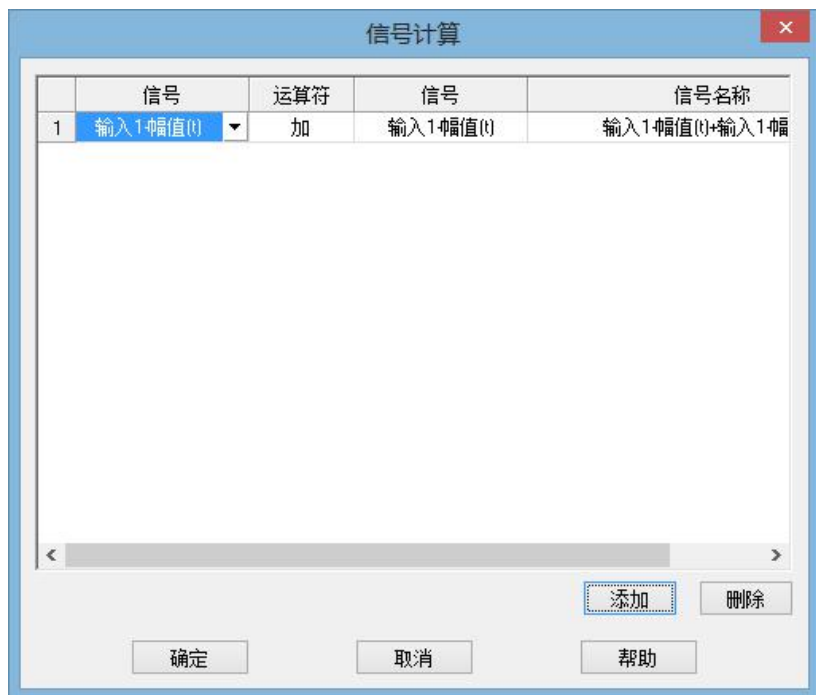 信号计算
信号 运算符 信号 信号名称
1 输入1-幅值(t) 加 输入1-幅值(t) 输入1-幅值(t)+输入1-幅
添加 删除
确定 取消 帮助